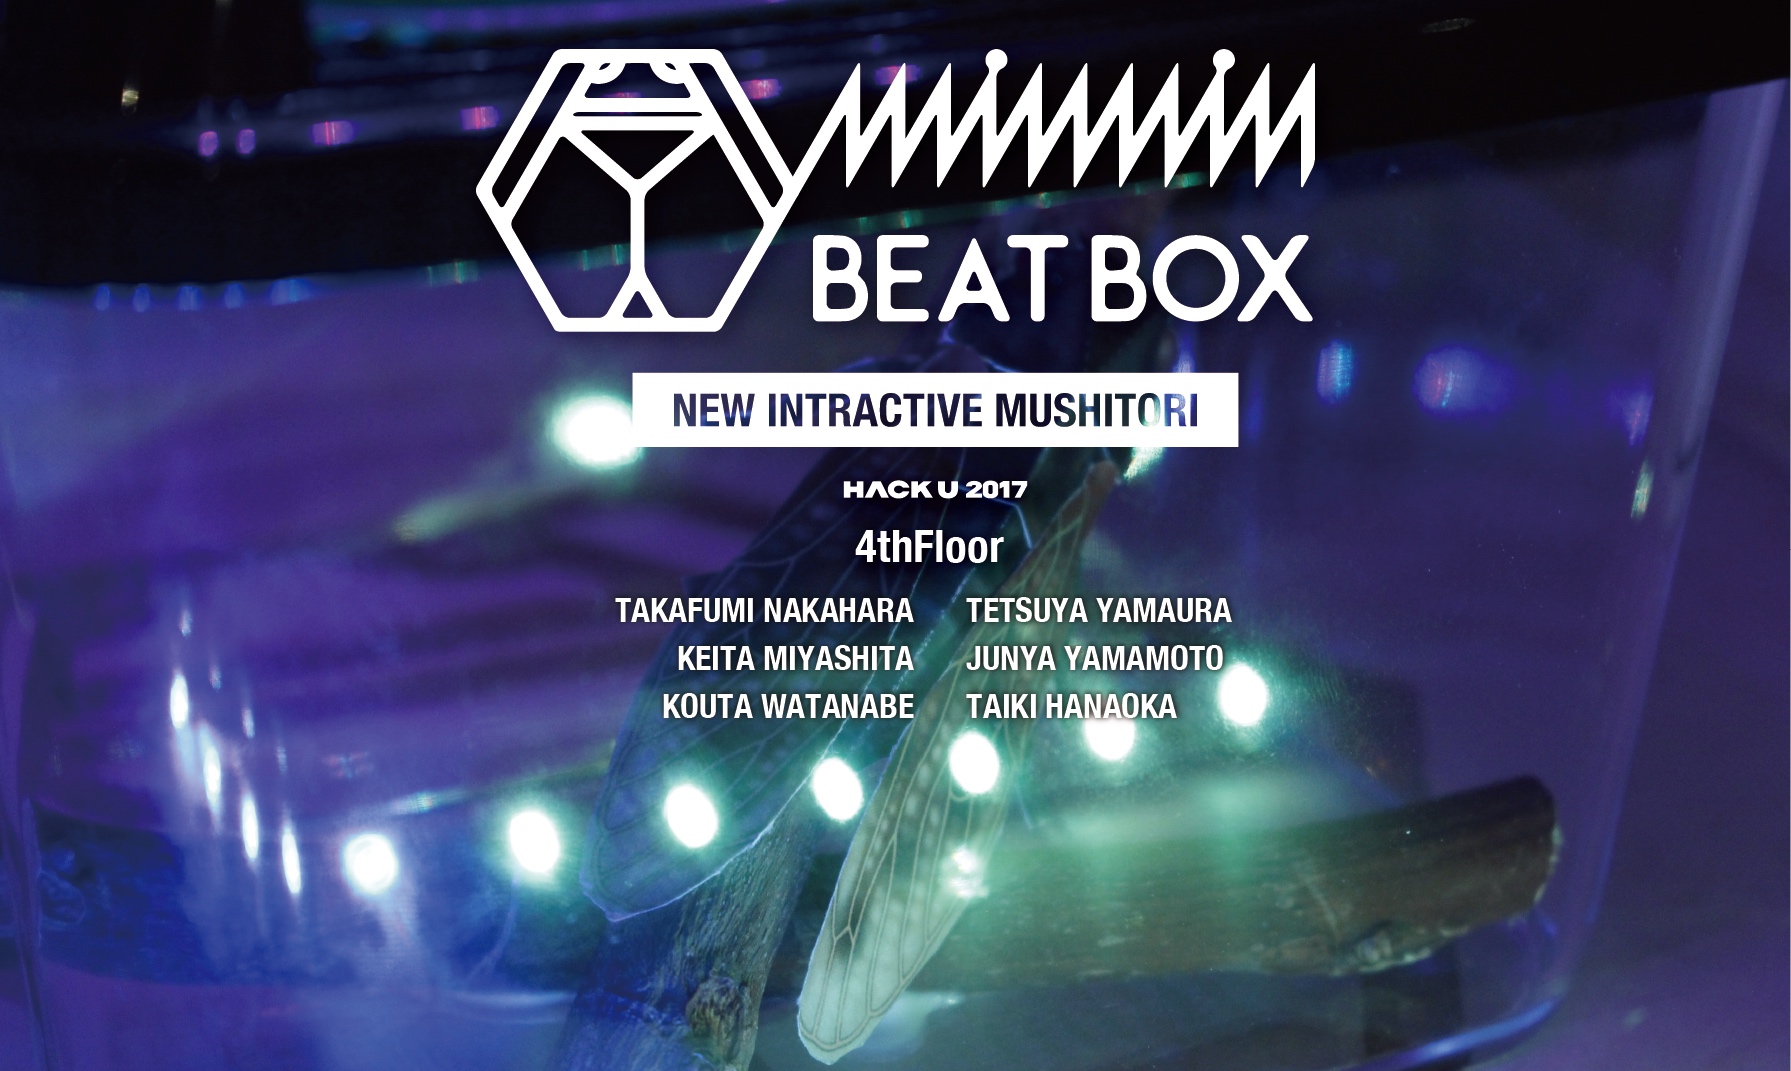 MiMiMiM
BEAT BOX
NEW INTRACTIVE MUSHITORI
HACK U 2017
4thFloor
TAKAFUMI NAKAHARA TETSUYA YAMAURA
KEITA MIYASHITA JUNYA YAMAMOTO
KOUTA WATANABE TAIKI HANAOKA